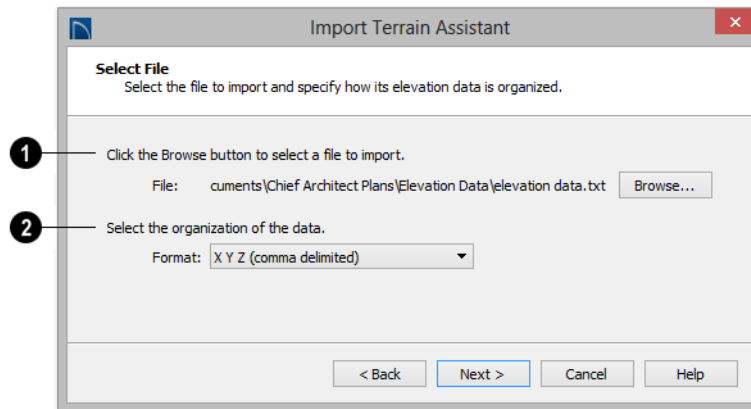 Import Terrain Assistant
Select File
Select the file to import and specify how its elevation data is organized.
1 Click the Browse button to select a file to import.
File: cuments\Chief Architect Plans\Elevation Data\elevation data.txt Browse...
2 Select the organization of the data.
Format: X Y Z (comma delimited)
< Back Next > Cancel Help